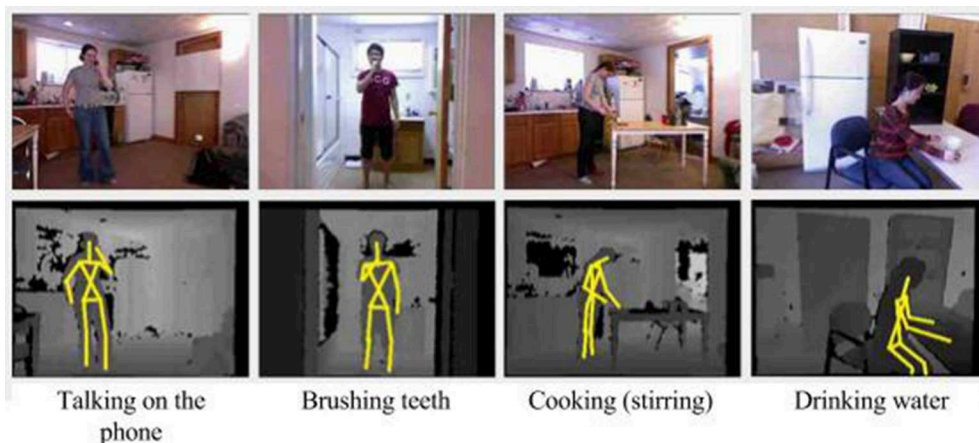 Talking on the
phone
Brushing teeth
Cooking (stirring)
Drinking water